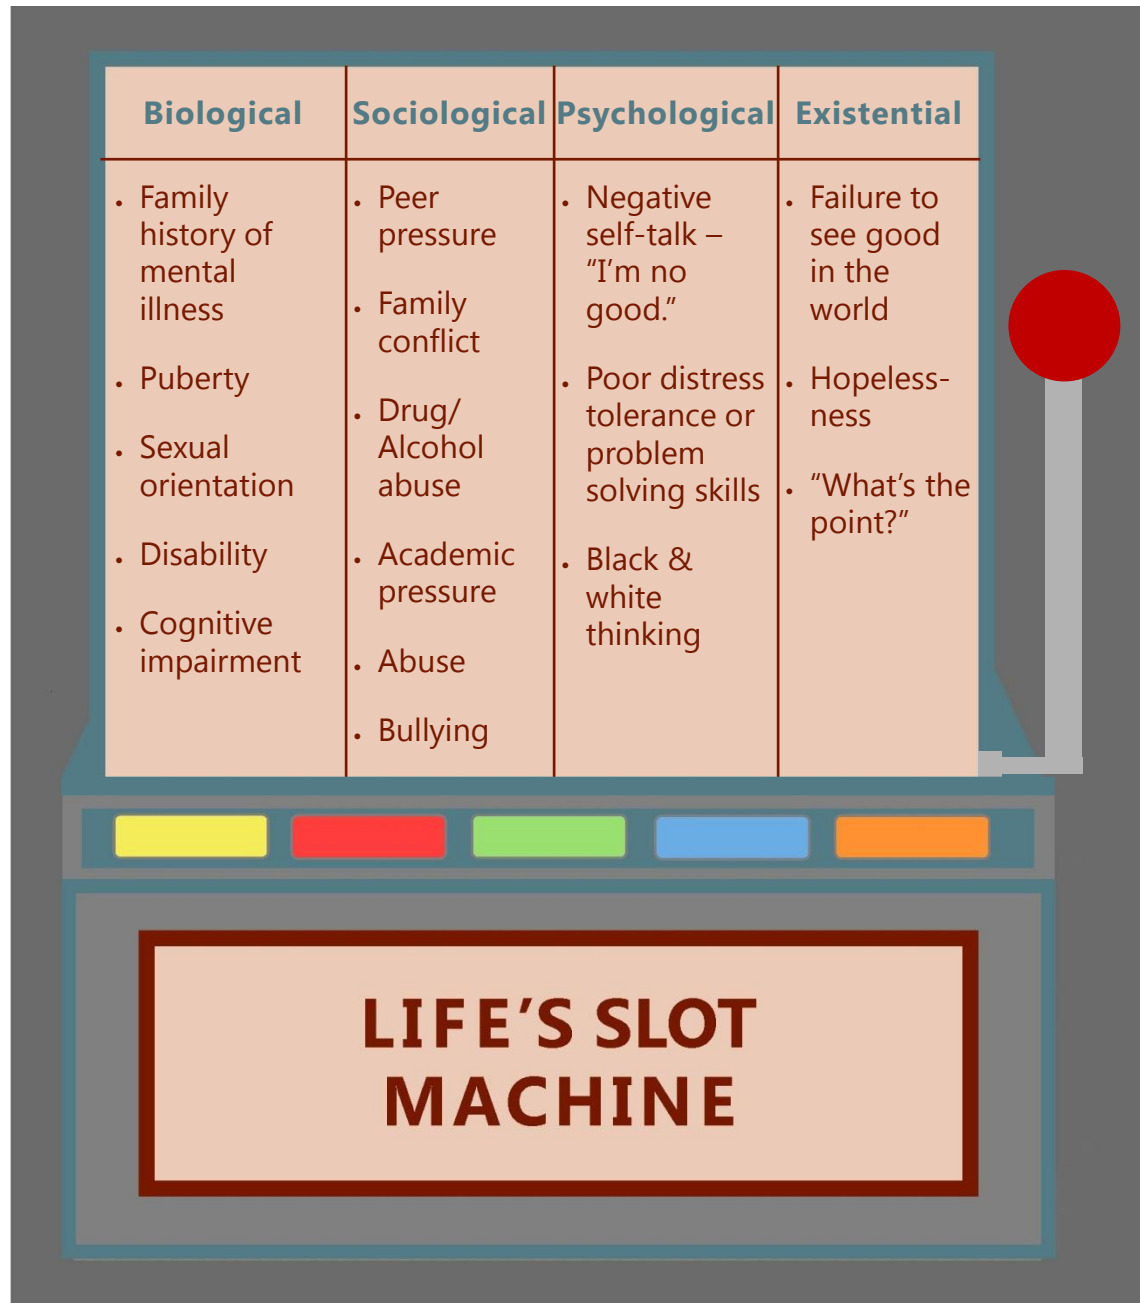 Biological
Sociological
Psychological
Existential
• Family
history of
mental
illness
• Puberty
• Sexual
orientation
• Disability
• Cognitive
impairment
• Peer
pressure
• Family
conflict
• Drug/
Alcohol
abuse
• Academic
pressure
• Abuse
• Bullying
• Negative
self-talk –
“I’m no
good.”
• Poor distress
tolerance or
problem
solving skills
• Black &
white
thinking
• Failure to
see good
in the
world
• Hopeless-
ness
• “What’s the
point?”
LIFE’S SLOT
MACHINE